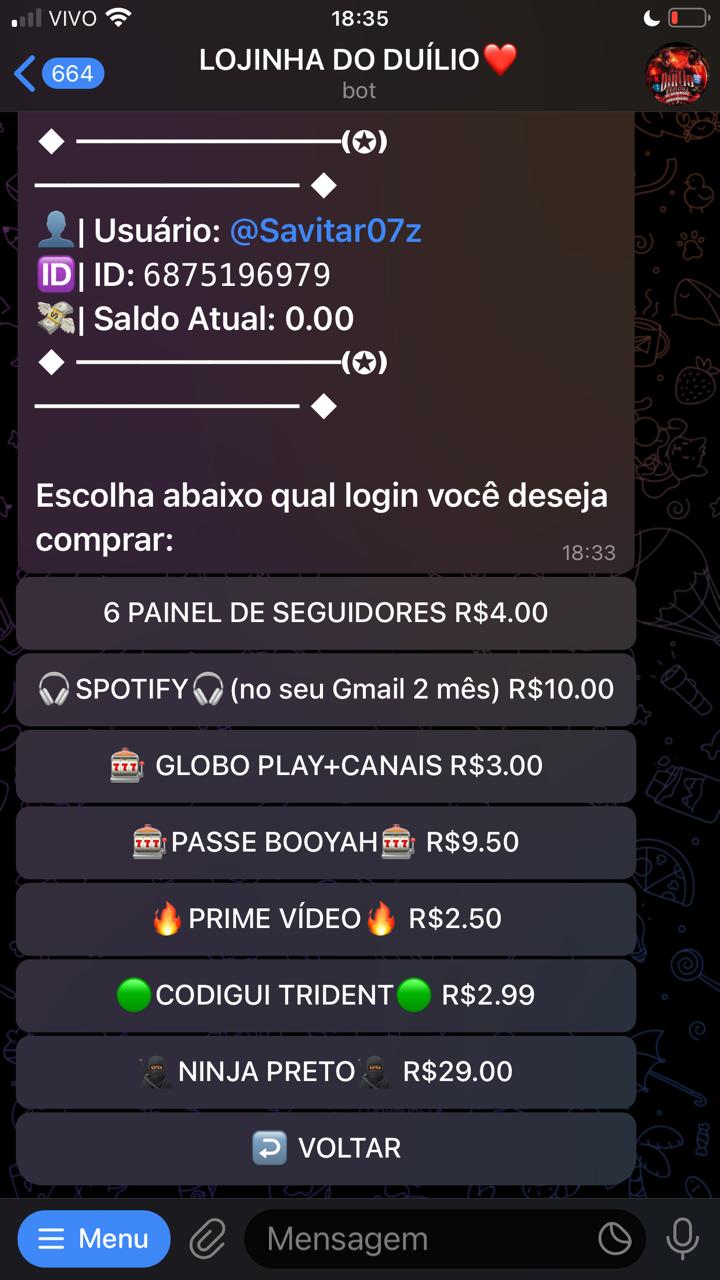 VIVO 18:35
664 LOJINHA DO DUÍLIO❤️
bot
◆ ━━━━━━━━━━(✪)
━━━━━━━━━━ ◆
👤| Usuário: @Savitar07z
🆔| ID: 6875196979
💸| Saldo Atual: 0.00
◆ ━━━━━━━━━━(✪)
━━━━━━━━━━ ◆
Escolha abaixo qual login você deseja
comprar:
18:33
6 PAINEL DE SEGUIDORES R$4.00
🎧SPOTIFY🎧(no seu Gmail 2 mês) R$10.00
🎰 GLOBO PLAY+CANAIS R$3.00
🎰PASSE BOOYAH🎰 R$9.50
🔥PRIME VÍDEO🔥 R$2.50
🟢CODIGUI TRIDENT🟢 R$2.99
🥷NINJA PRETO🥷 R$29.00
↩️ VOLTAR
Menu Mensagem